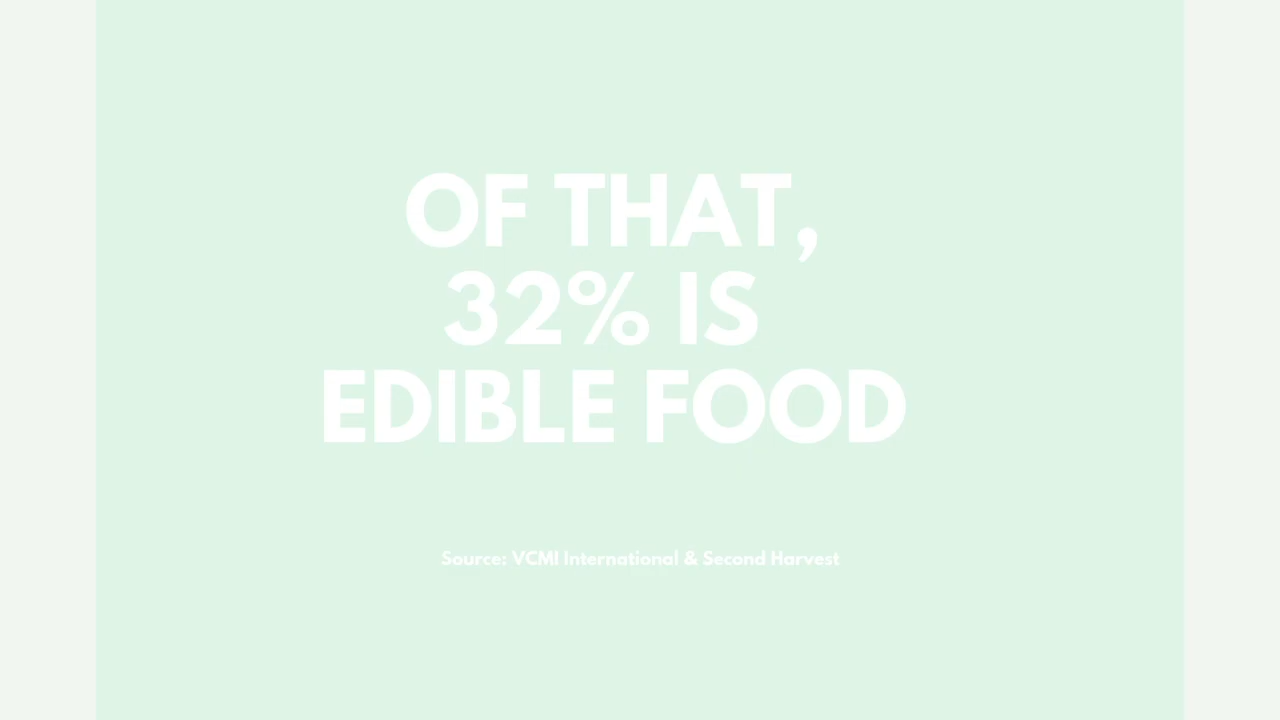 OF THAT,
32% IS
EDIBLE FOOD
Source: VCMI International & Second Harvest